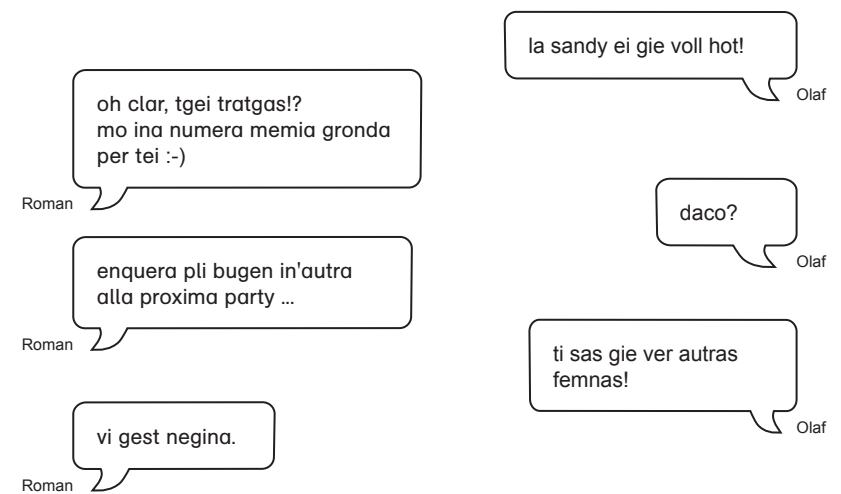 la sandy ei gie voll hot!
Olaf
oh clar, tgei tratgas!?
mo ina numera memia gronda
per tei :-)
Roman
daco?
Olaf
enquera pli bugen in'autra
alla proxima party ...
Roman
ti sas gie ver autras
femnas!
Olaf
vi gest negina.
Roman